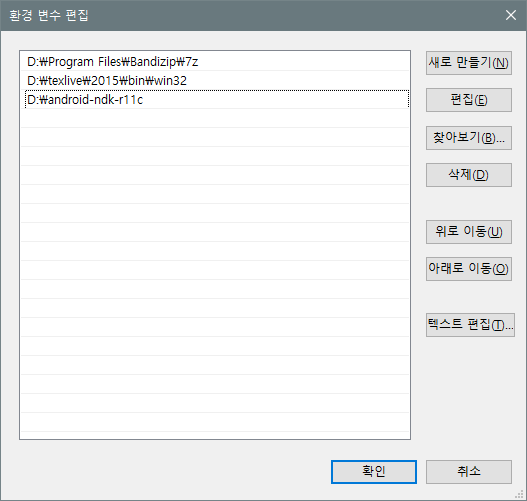 환경 변수 편집
D:₩Program Files₩Bandizip₩7z
D:₩texlive₩2015₩bin₩win32
D:₩android-ndk-r11c
새로 만들기(N)
편집(E)
찾아보기(B)...
삭제(D)
위로 이동(U)
아래로 이동(O)
텍스트 편집(T)...
확인
취소